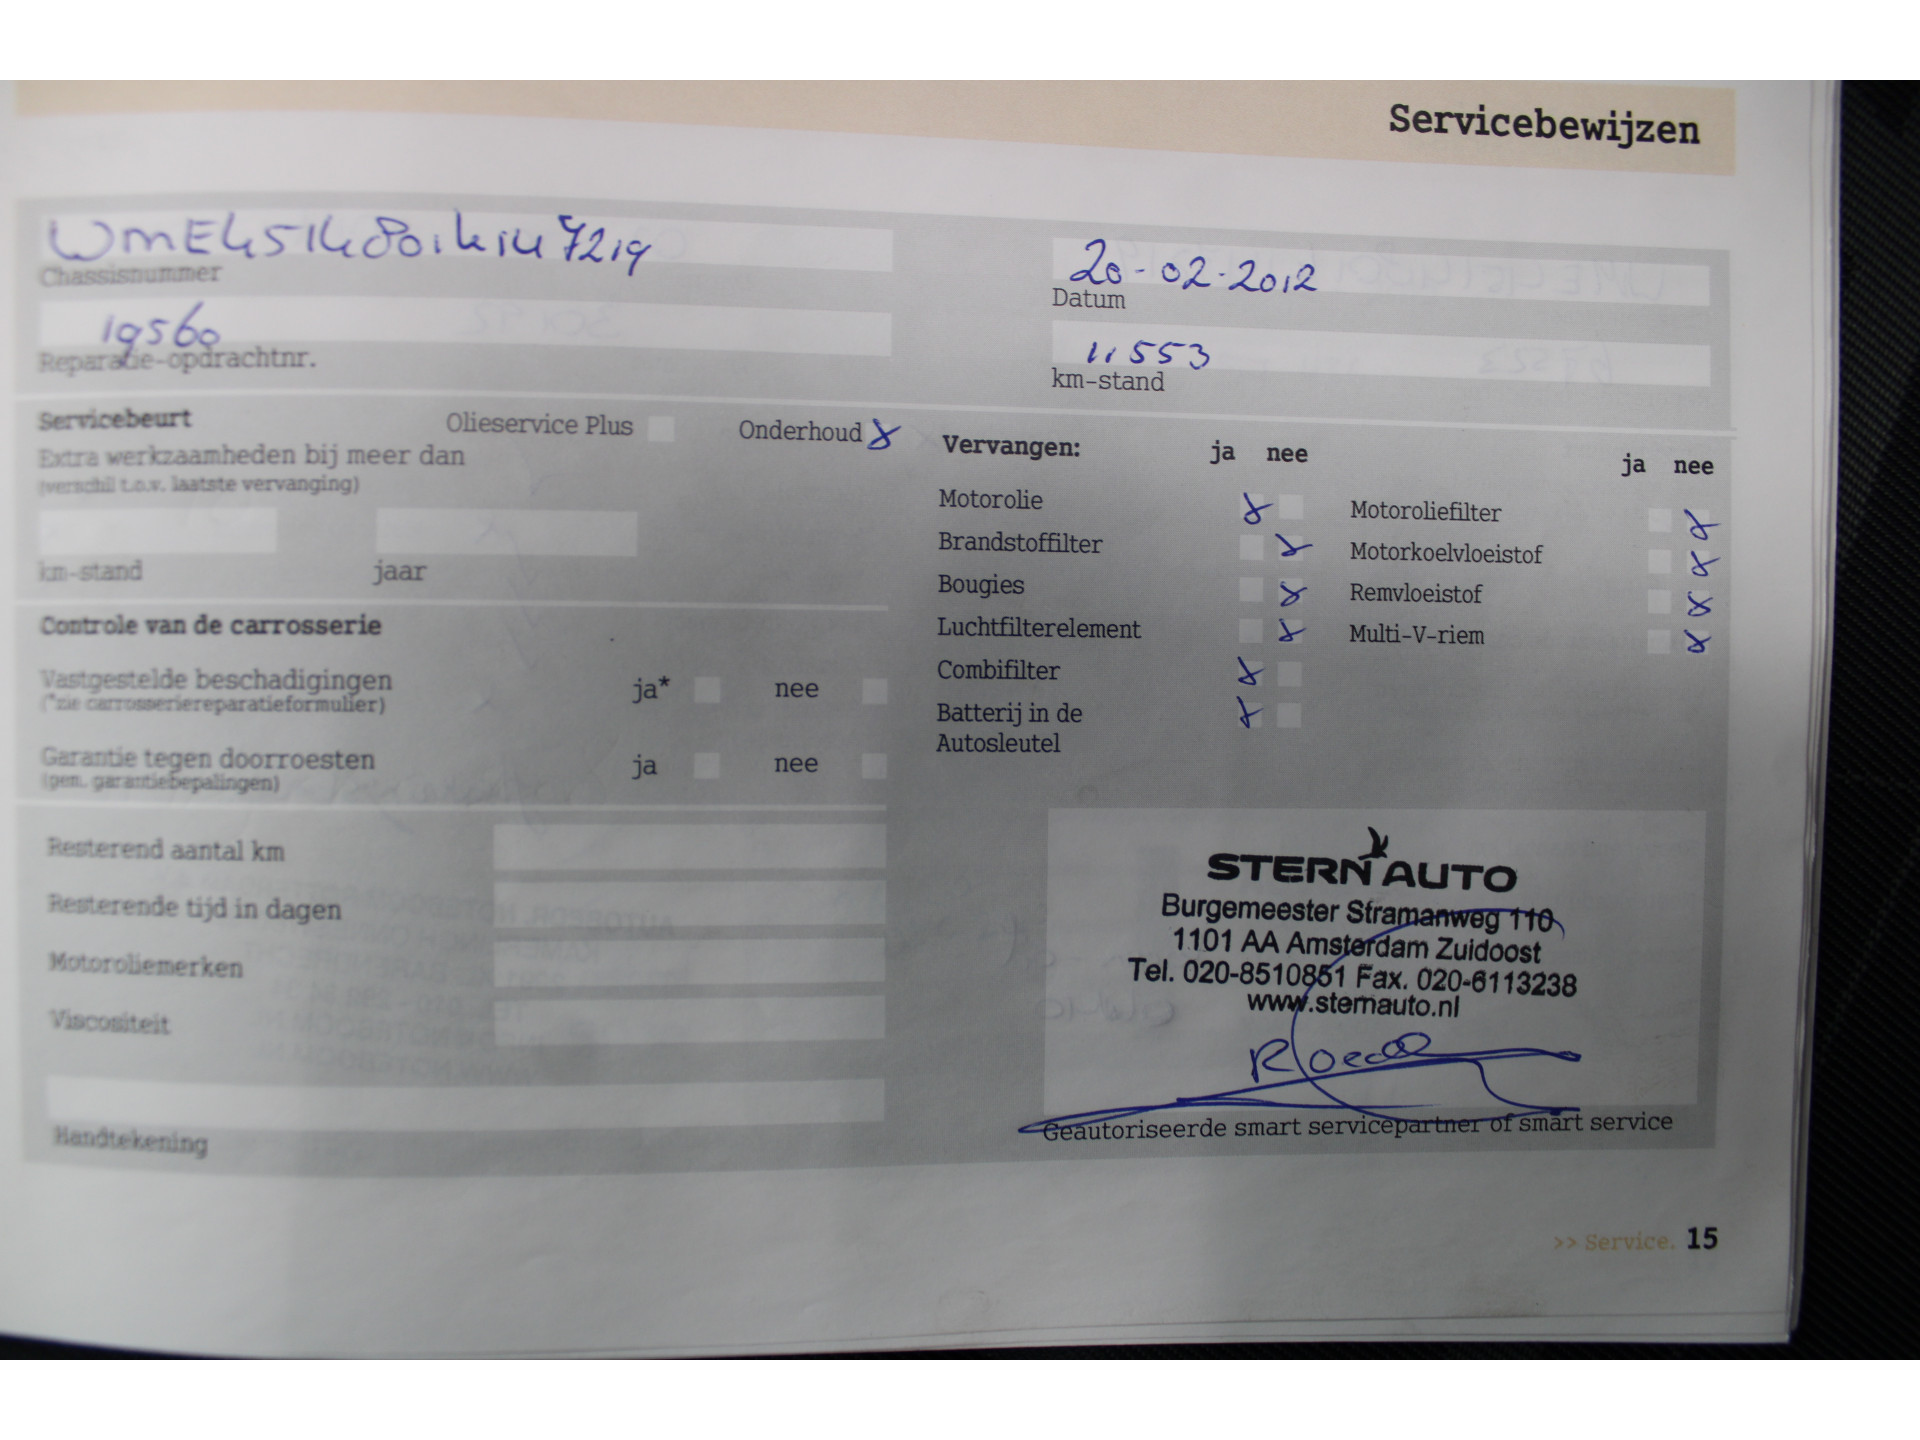 Servicebewijzen
WmE4514801k147219
Chassisnummer
20-02-2012
Datum
19560
Reparatie-opdrachtnr.
11553
km-stand
Servicebeurt
Olieservice Plus
Onderhoud x
Extra werkzaamheden bij meer dan
(verschil t.o.v. laatste vervanging)
km-stand
jaar
Controle van de carrosserie
Vastgestelde beschadigingen
ja*
nee
(*zie carrosseriereparatieformulier)
Garantie tegen doorroesten
ja
nee
(gem. garantiebepalingen)
Resterend aantal km
Resterende tijd in dagen
Motoroliemerken
Viscositeit
Handtekening
Vervangen:
ja nee
Motorolie x
Brandstoffilter x
Bougies x
Luchtfilterelement x
Combifilter x
Batterij in de x
Autosleutel
ja nee
Motoroliefilter x
Motorkoelvloeistof x
Remvloeistof x
Multi-V-riem x
STERN AUTO
Burgemeester Stramanweg 110
1101 AA Amsterdam Zuidoost
Tel. 020-8510851 Fax. 020-6113238
www.sternauto.nl
Geautoriseerde smart servicepartner of smart service
>> Service. 15